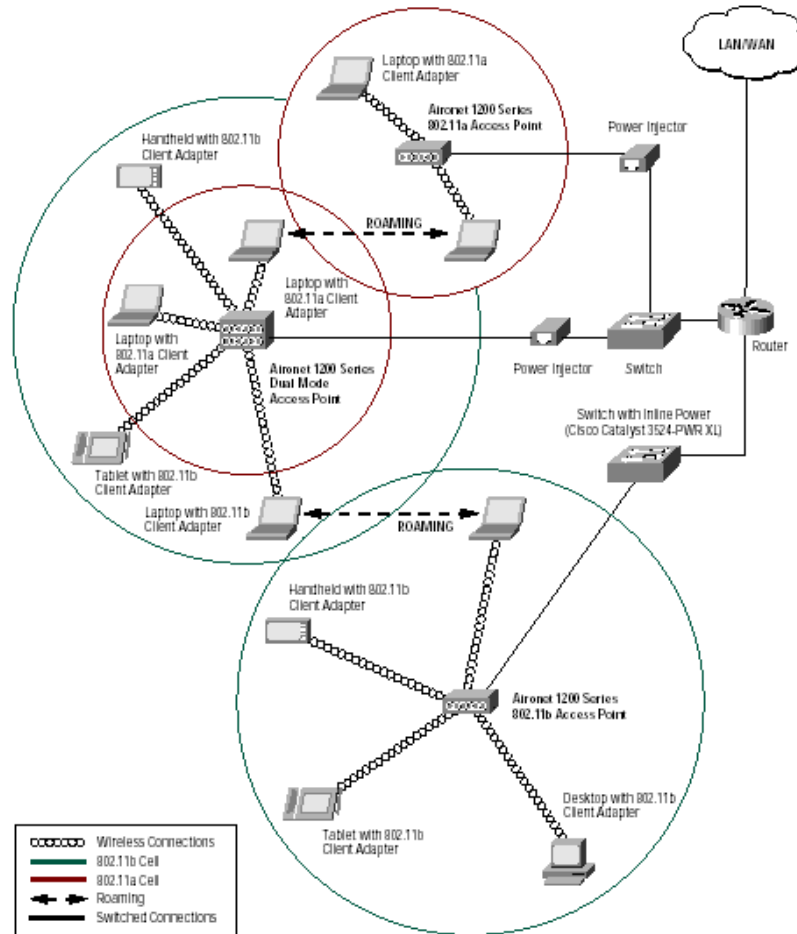 LAN/WAN
Laptop with 802.11a
Client Adapter
Aironet 1200 Series
802.11a Access Point
Power Injector
Handheld with 802.11b
Client Adapter
ROAMING
Laptop with
802.11a Client
Adapter
Laptop with
802.11a Client
Adapter
Aironet 1200 Series
Dual Mode
Access Point
Power Injector
Switch
Router
Switch with Inline Power
(Cisco Catalyst 3524-PWR XL)
Tablet with 802.11b
Client Adapter
Laptop with 802.11b
Client Adapter
ROAMING
Handheld with 802.11b
Client Adapter
Aironet 1200 Series
802.11b Access Point
Desktop with 802.11b
Client Adapter
Tablet with 802.11b
Client Adapter
Wireless Connections
802.11b Cell
802.11a Cell
Roaming
Switched Connections